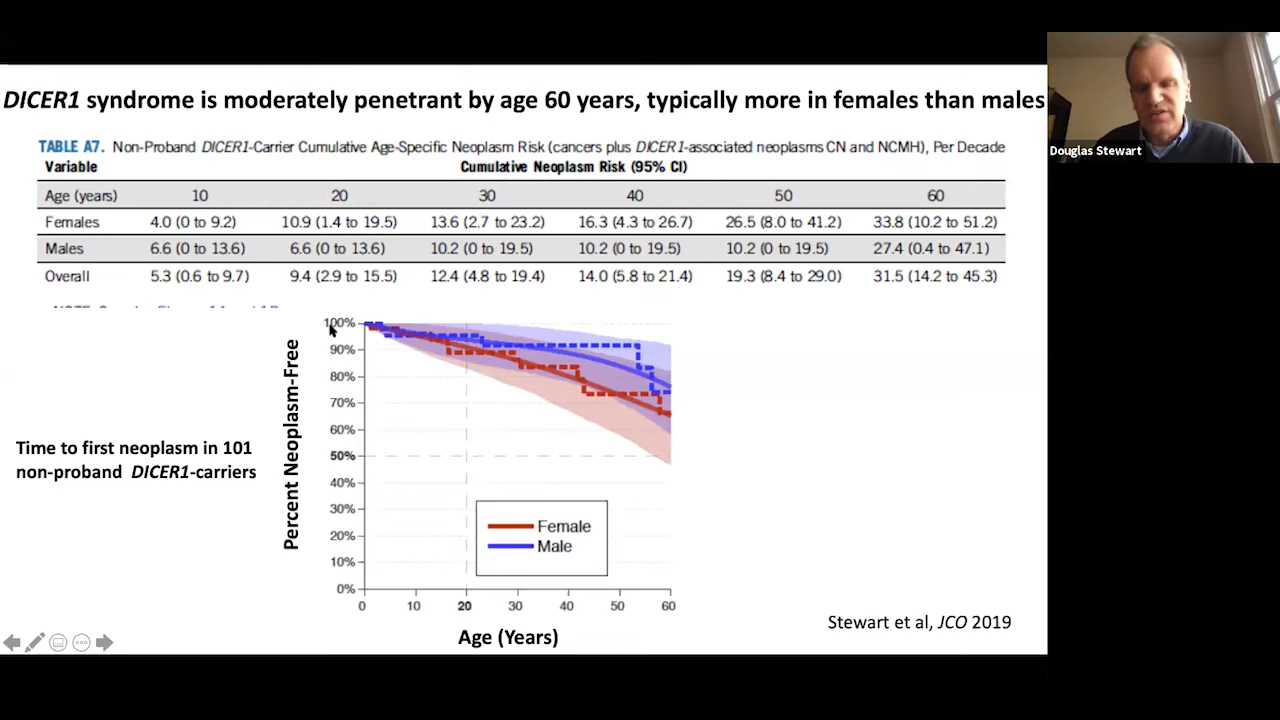 DICER1 syndrome is moderately penetrant by age 60 years, typically more in females than males
TABLE A7. Non-Proband DICER1-Carrier Cumulative Age-Specific Neoplasm Risk (cancers plus DICER1-associated neoplasms CN and NCMH), Per Decade
Variable Cumulative Neoplasm Risk (95% CI)
Age (years) 10 20 30 40 50 60
Females 4.0 (0 to 9.2) 10.9 (1.4 to 19.5) 13.6 (2.7 to 23.2) 16.3 (4.3 to 26.7) 26.5 (8.0 to 41.2) 33.8 (10.2 to 51.2)
Males 6.6 (0 to 13.6) 6.6 (0 to 13.6) 10.2 (0 to 19.5) 10.2 (0 to 19.5) 10.2 (0 to 19.5) 27.4 (0.4 to 47.1)
Overall 5.3 (0.6 to 9.7) 9.4 (2.9 to 15.5) 12.4 (4.8 to 19.4) 14.0 (5.8 to 21.4) 19.3 (8.4 to 29.0) 31.5 (14.2 to 45.3)
Time to first neoplasm in 101
non-proband DICER1-carriers
Percent Neoplasm-Free
100%
90%
80%
70%
60%
50%
40%
30%
20%
10%
0%
Female
Male
0 10 20 30 40 50 60
Age (Years)
Stewart et al, JCO 2019
Douglas Stewart